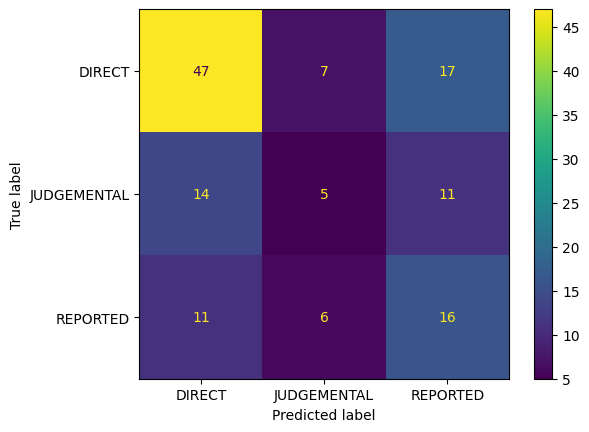 DIRECT 47 7 17
JUDGEMENTAL 14 5 11
REPORTED 11 6 16
DIRECT JUDGEMENTAL REPORTED
Predicted label
True label
45
40
35
30
25
20
15
10
5